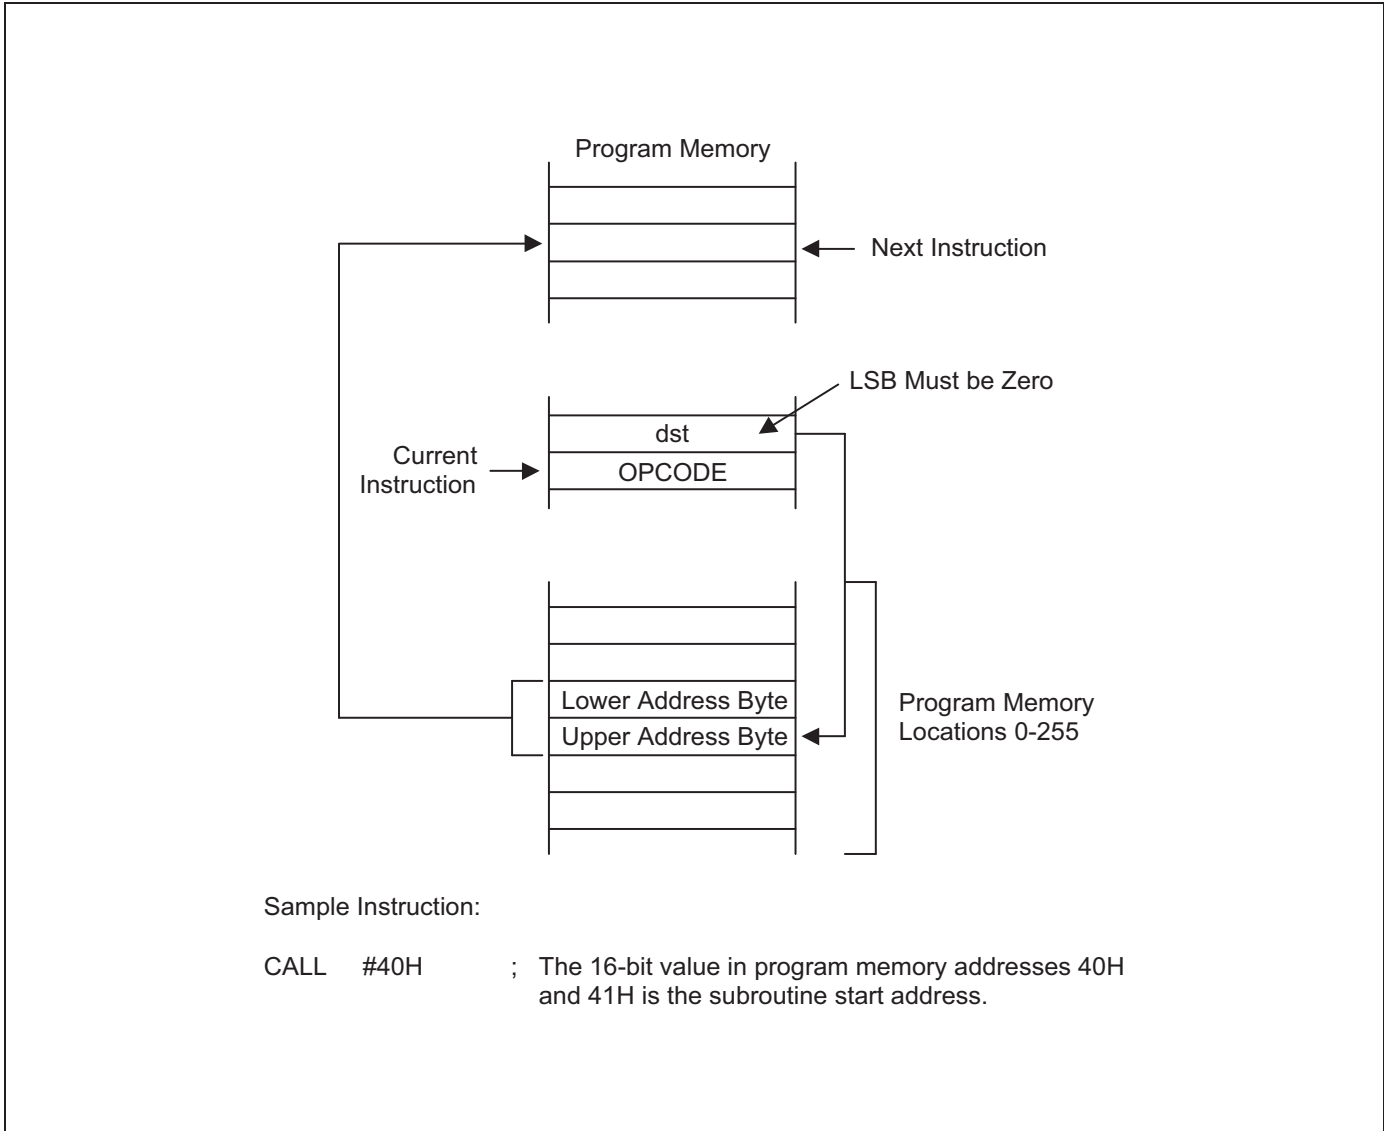 Program Memory
Next Instruction
LSB Must be Zero
dst
Current
Instruction
OPCODE
Lower Address Byte
Upper Address Byte
Program Memory
Locations 0-255
Sample Instruction:
CALL #40H ; The 16-bit value in program memory addresses 40H
and 41H is the subroutine start address.